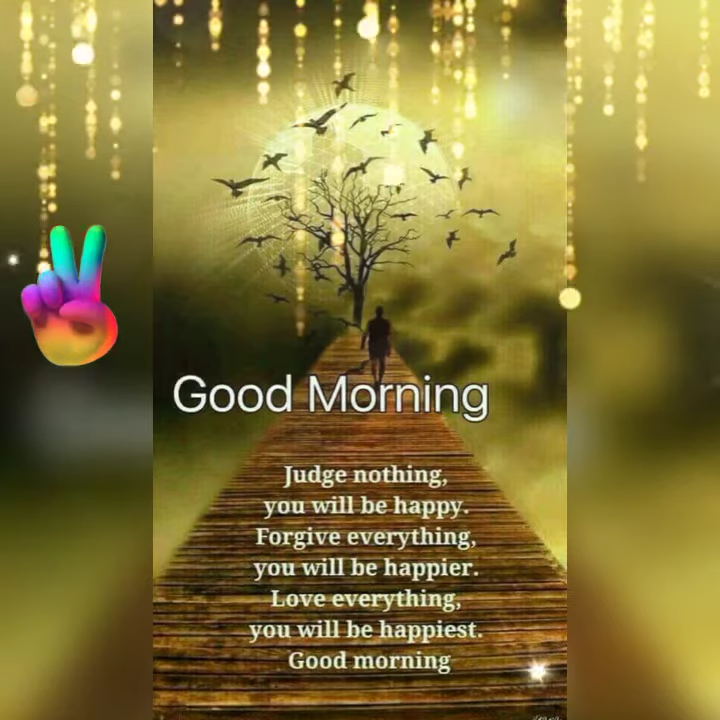 Good Morning
Judge nothing,
you will be happy.
Forgive everything,
you will be happier.
Love everything,
you will be happiest.
Good morning